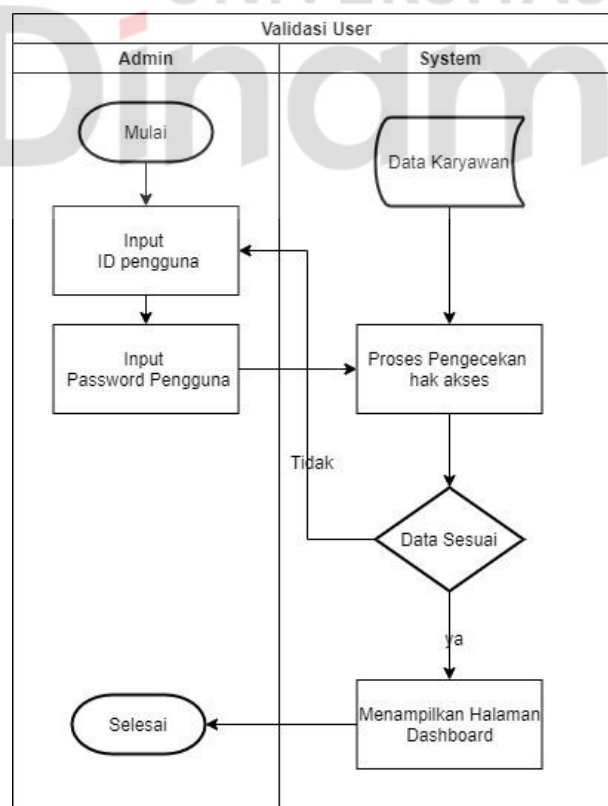 Validasi User
Admin
System
Mulai
Data Karyawan
Input
ID pengguna
Input
Password Pengguna
Proses Pengecekan
hak akses
Tidak
Data Sesuai
ya
Menampilkan Halaman
Dashboard
Selesai